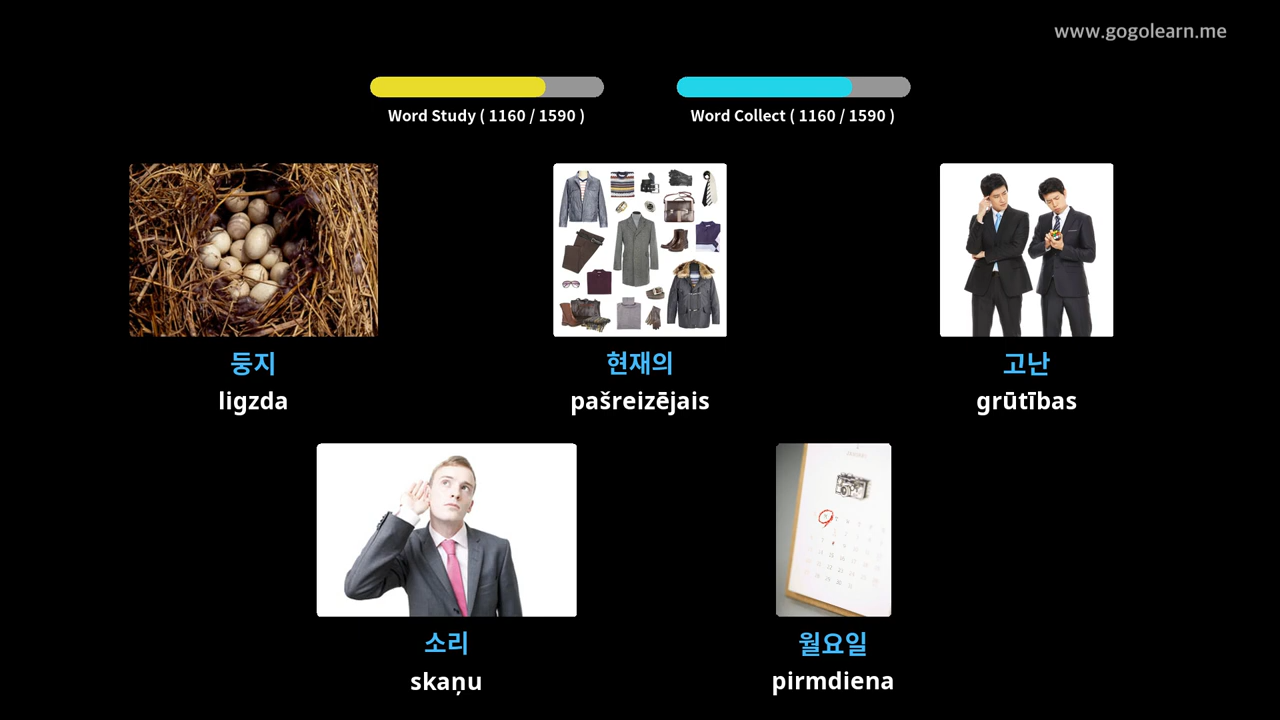 www.gogolearn.me
Word Study ( 1160 / 1590 )
Word Collect ( 1160 / 1590 )
둥지
ligzda
현재의
pašreizējais
고난
grūtības
소리
skaņu
월요일
pirmdiena